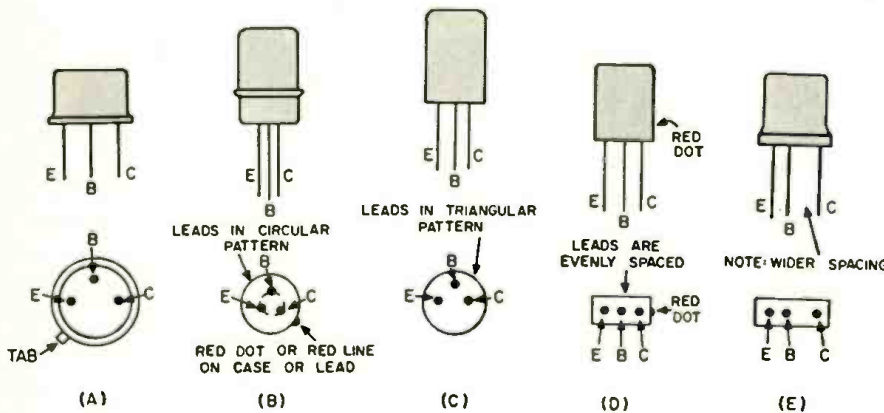 E
B
C
E
B
C
E
B
C
E
B
C
RED
DOT
E
B
C
LEADS IN CIRCULAR
PATTERN
LEADS IN TRIANGULAR
PATTERN
LEADS ARE
EVENLY SPACED
NOTE: WIDER SPACING
B
E
C
TAB
B
E
C
RED DOT OR RED LINE
ON CASE OR LEAD
B
E
C
RED
DOT
E B C
E B C
(A)
(B)
(C)
(D)
(E)